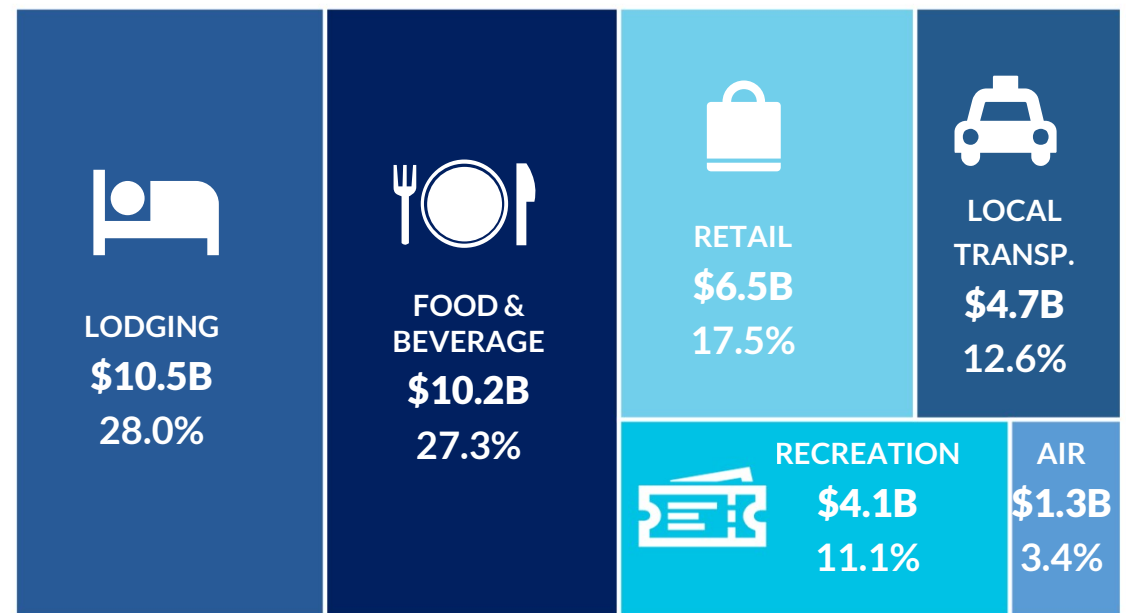 LODGING
$10.5B
28.0%
FOOD &
BEVERAGE
$10.2B
27.3%
RETAIL
$6.5B
17.5%
LOCAL
TRANSP.
$4.7B
12.6%
RECREATION
$4.1B
11.1%
AIR
$1.3B
3.4%